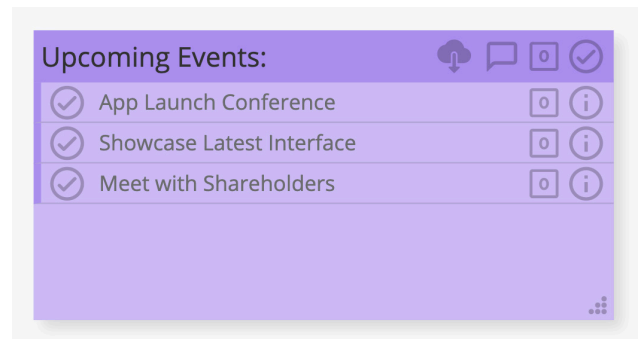 Upcoming Events: 0
App Launch Conference 0 i
Showcase Latest Interface 0 i
Meet with Shareholders 0 i